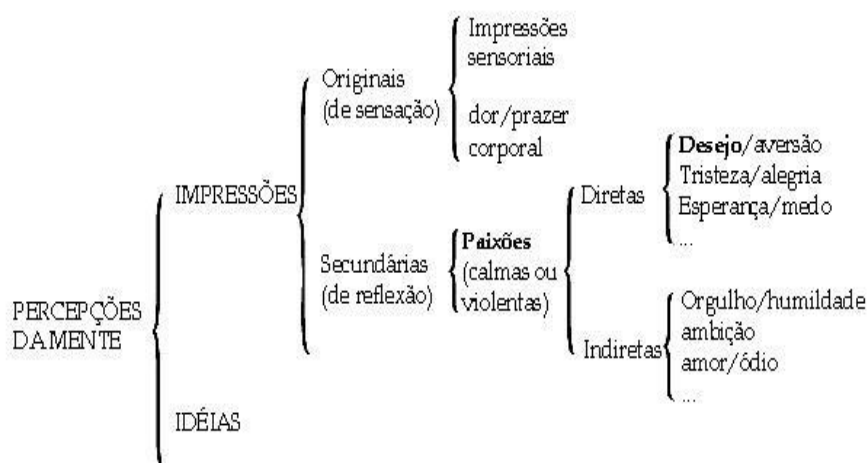 PERCEPÇÕES
DA MENTE
IMPRESSÕES
Originais
(de sensação)
Impressões
sensoriais
dor/prazer
corporal
Secundárias
(de reflexão)
Paixões
(calmas ou
violentas)
Diretas
Desejo/aversão
Tristeza/alegria
Esperança/medo
...
Indiretas
Orgulho/humildade
ambição
amor/ódio
...
IDÉIAS